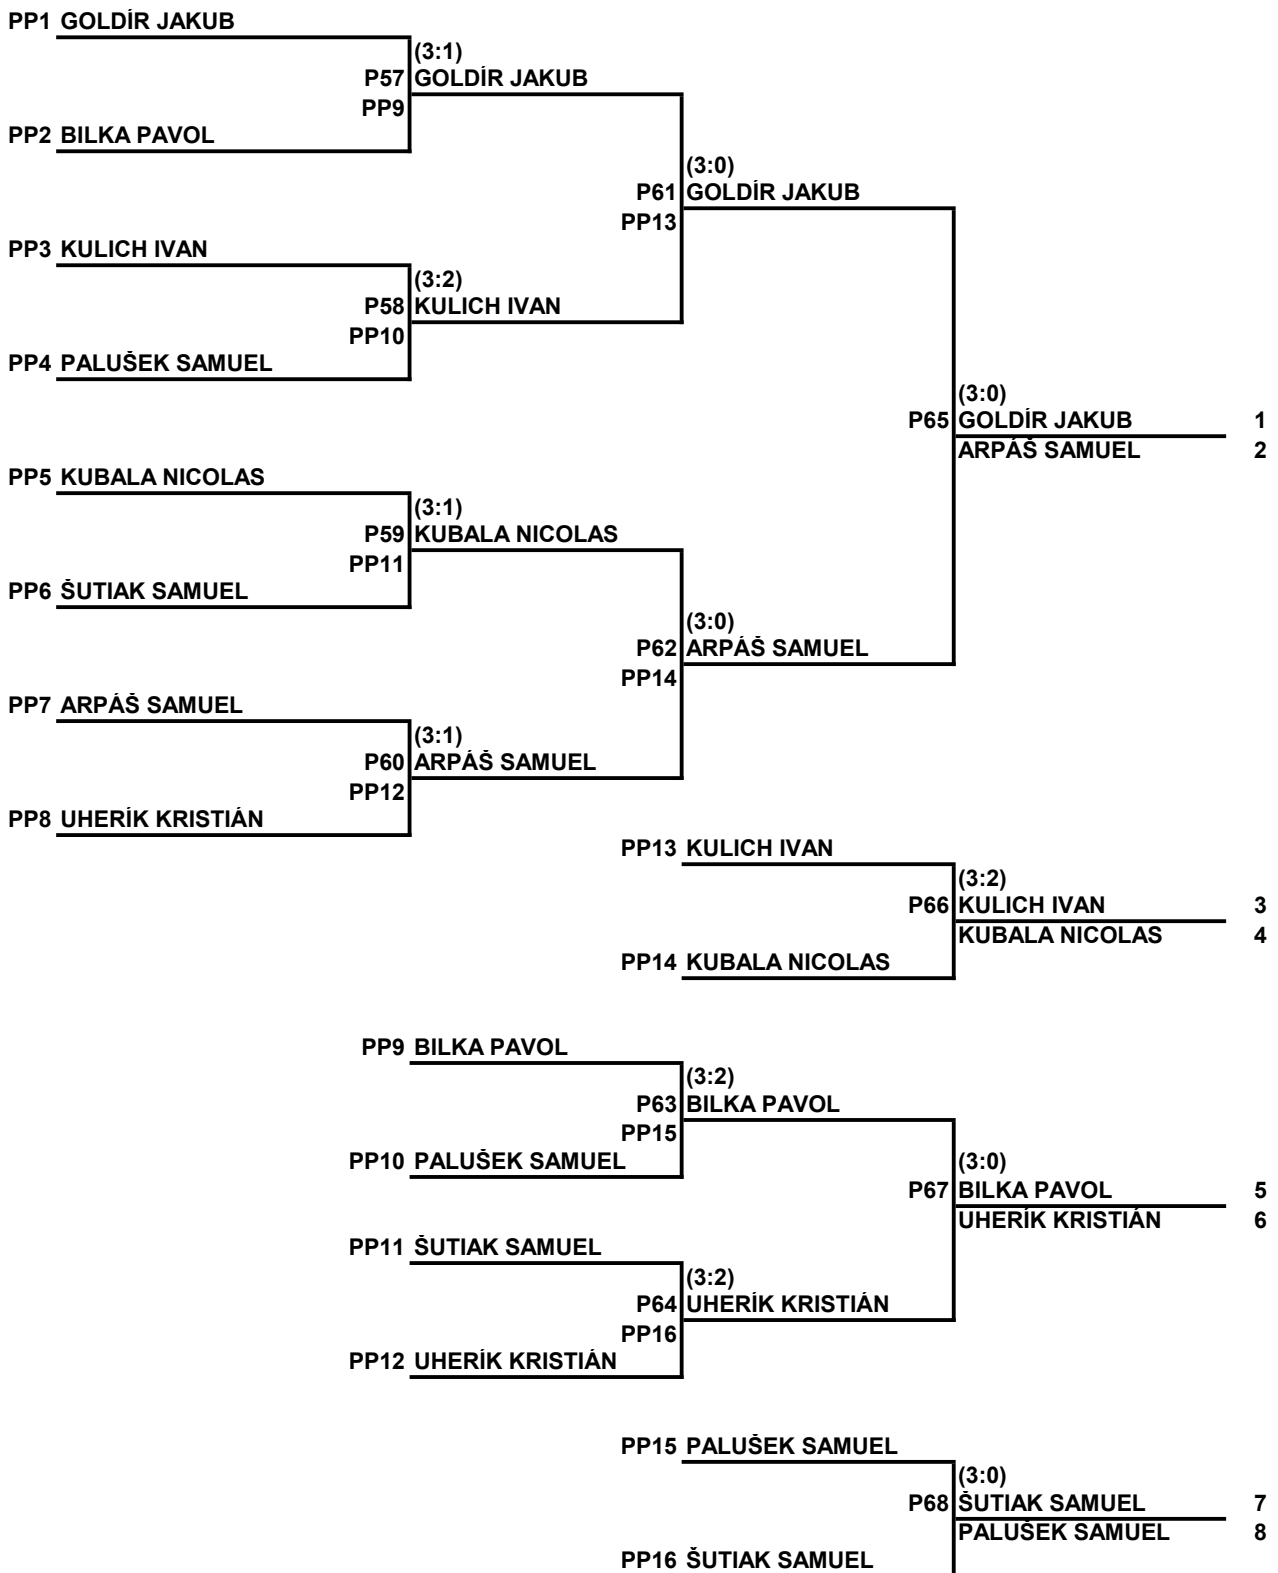 PP1 GOLDÍR JAKUB
(3:1)
P57 GOLDÍR JAKUB
PP9
PP2 BILKA PAVOL
(3:0)
P61 GOLDÍR JAKUB
PP13
PP3 KULICH IVAN
(3:2)
P58 KULICH IVAN
PP10
PP4 PALUŠEK SAMUEL
(3:0)
P65 GOLDÍR JAKUB 1
ARPÁŠ SAMUEL 2
PP5 KUBALA NICOLAS
(3:1)
P59 KUBALA NICOLAS
PP11
PP6 ŠUTIAK SAMUEL
(3:0)
P62 ARPÁŠ SAMUEL
PP14
PP7 ARPÁŠ SAMUEL
(3:1)
P60 ARPÁŠ SAMUEL
PP12
PP8 UHERÍK KRISTIÁN
PP13 KULICH IVAN
(3:2)
P66 KULICH IVAN 3
KUBALA NICOLAS 4
PP14 KUBALA NICOLAS
PP9 BILKA PAVOL
(3:2)
P63 BILKA PAVOL
PP15
PP10 PALUŠEK SAMUEL
(3:0)
P67 BILKA PAVOL 5
UHERÍK KRISTIÁN 6
PP11 ŠUTIAK SAMUEL
(3:2)
P64 UHERÍK KRISTIÁN
PP16
PP12 UHERÍK KRISTIÁN
PP15 PALUŠEK SAMUEL
(3:0)
P68 ŠUTIAK SAMUEL 7
PALUŠEK SAMUEL 8
PP16 ŠUTIAK SAMUEL